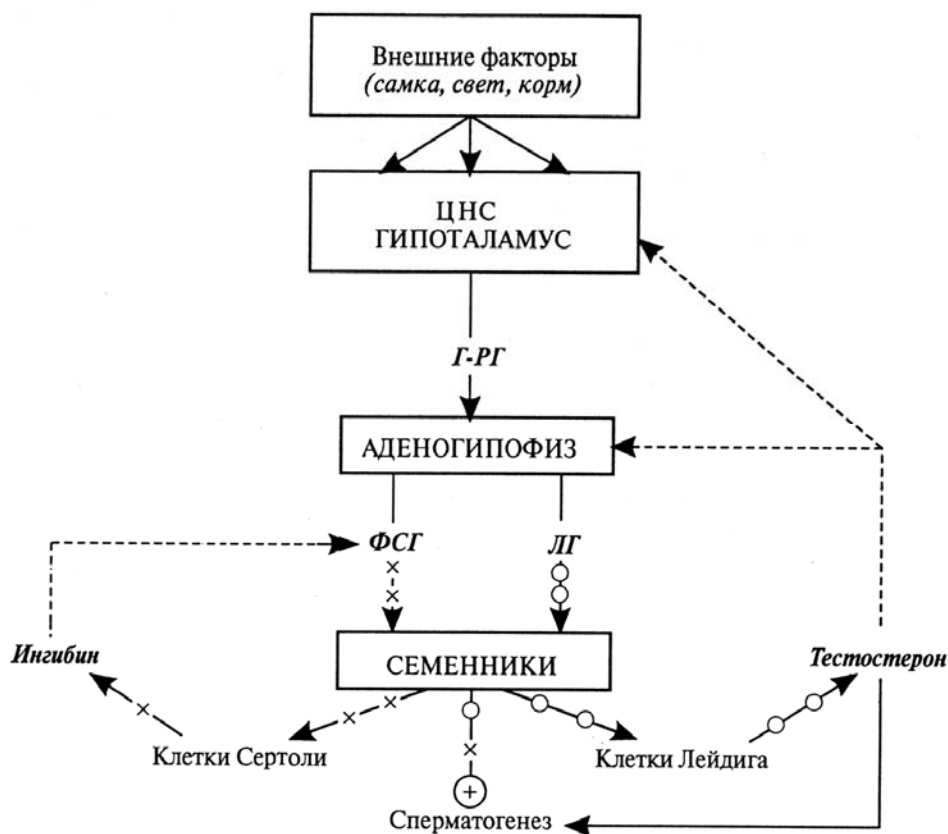 Внешние факторы
(самка, свет, корм)
ЦНС
ГИПОТАЛАМУС
Г-РГ
АДЕНОГИПОФИЗ
ФСГ
ЛГ
СЕМЕННИКИ
Ингибин
Тестостерон
Клетки Сертоли
Клетки Лейдига
Сперматогенез